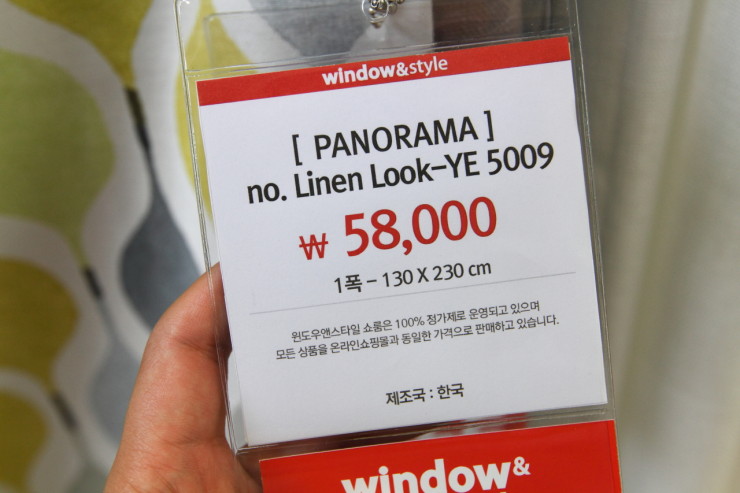 window&style
[ PANORAMA ]
no. Linen Look-YE 5009
₩ 58,000
1폭 - 130 X 230 cm
윈도우앤스타일 쇼룸은 100% 정가제로 운영되고 있으며
모든 상품을 온라인쇼핑몰과 동일한 가격으로 판매하고 있습니다.
제조국 : 한국
window&